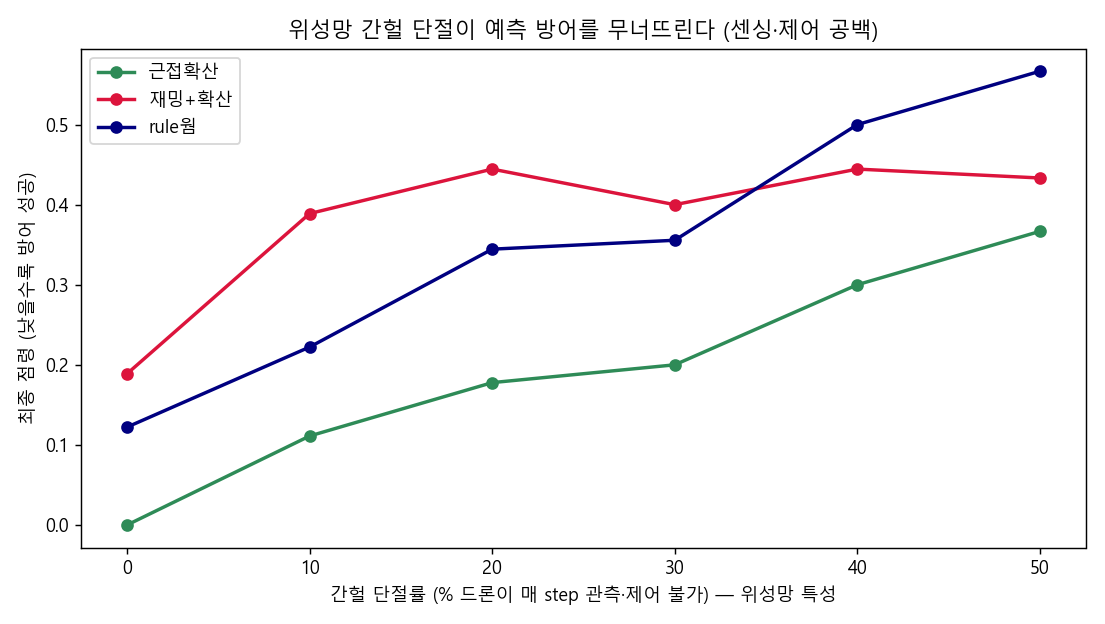 위성망 간헐 단절이 예측 방어를 무너뜨린다 (센싱·제어 공백)
근접확산
재밍+확산
rule웜
최종 점령 (낮을수록 방어 성공)
0.5
0.4
0.3
0.2
0.1
0.0
0 10 20 30 40 50
간헐 단절률 (% 드론이 매 step 관측·제어 불가) — 위성망 특성